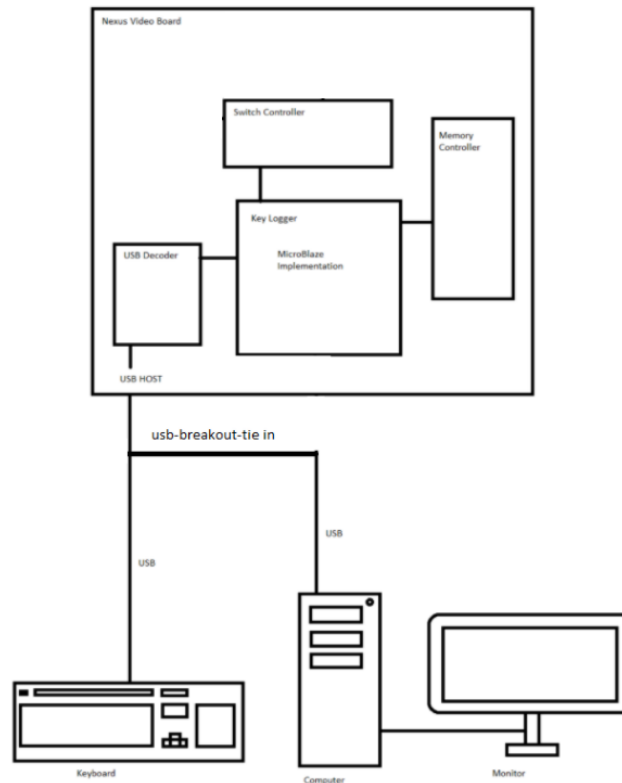 Nexus Video Board
Switch Controller
Memory
Controller
Key Logger
MicroBlaze
Implementation
USB Decoder
USB HOST
usb-breakout-tie in
USB
USB
Keyboard
Computer
Monitor